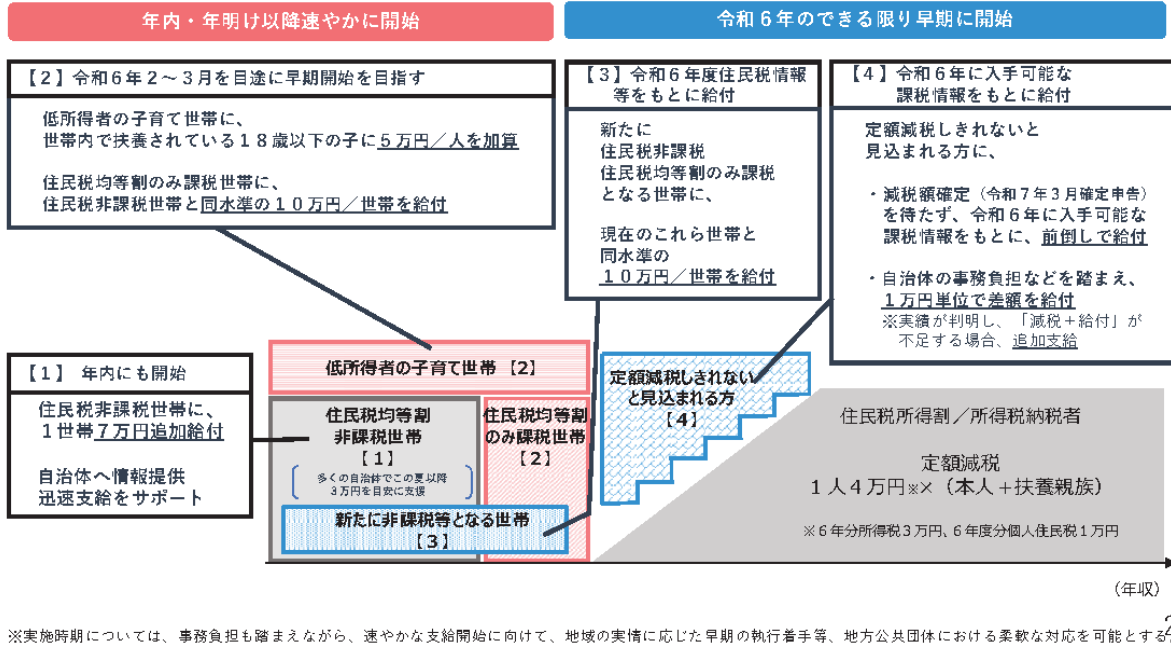 年内・年明け以降速やかに開始
令和６年のできる限り早期に開始
【２】令和６年２～３月を目途に早期開始を目指す
低所得者の子育て世帯に、
世帯内で扶養されている１８歳以下の子に５万円／人を加算
住民税均等割のみ課税世帯に、
住民税非課税世帯と同水準の１０万円／世帯を給付
【３】令和６年度住民税情報
等をもとに給付
新たに
住民税非課税
住民税均等割のみ課税
となる世帯に、
現在のこれら世帯と
同水準の
１０万円／世帯を給付
【４】令和６年に入手可能な
課税情報をもとに給付
定額減税しきれないと
見込まれる方に、
・減税額確定（令和７年３月確定申告）
を待たず、令和６年に入手可能な
課税情報をもとに、前倒しで給付
・自治体の事務負担などを踏まえ、
１万円単位で差額を給付
※実績が判明し、「減税＋給付」が
不足する場合、追加支給
【１】年内にも開始
住民税非課税世帯に、
１世帯７万円追加給付
自治体へ情報提供
迅速支給をサポート
低所得者の子育て世帯【２】
住民税均等割
非課税世帯
【１】
多くの自治体でこの夏以降
３万円を目安に支援
住民税均等割
のみ課税世帯
【２】
新たに非課税等となる世帯
【３】
定額減税しきれない
と見込まれる方
【４】
住民税所得割／所得税納税者
定額減税
１人４万円※×（本人＋扶養親族）
※６年分所得税３万円、６年度分個人住民税１万円
（年収）
※実施時期については、事務負担も踏まえながら、速やかな支給開始に向けて、地域の実情に応じた早期の執行着手等、地方公共団体における柔軟な対応を可能とする